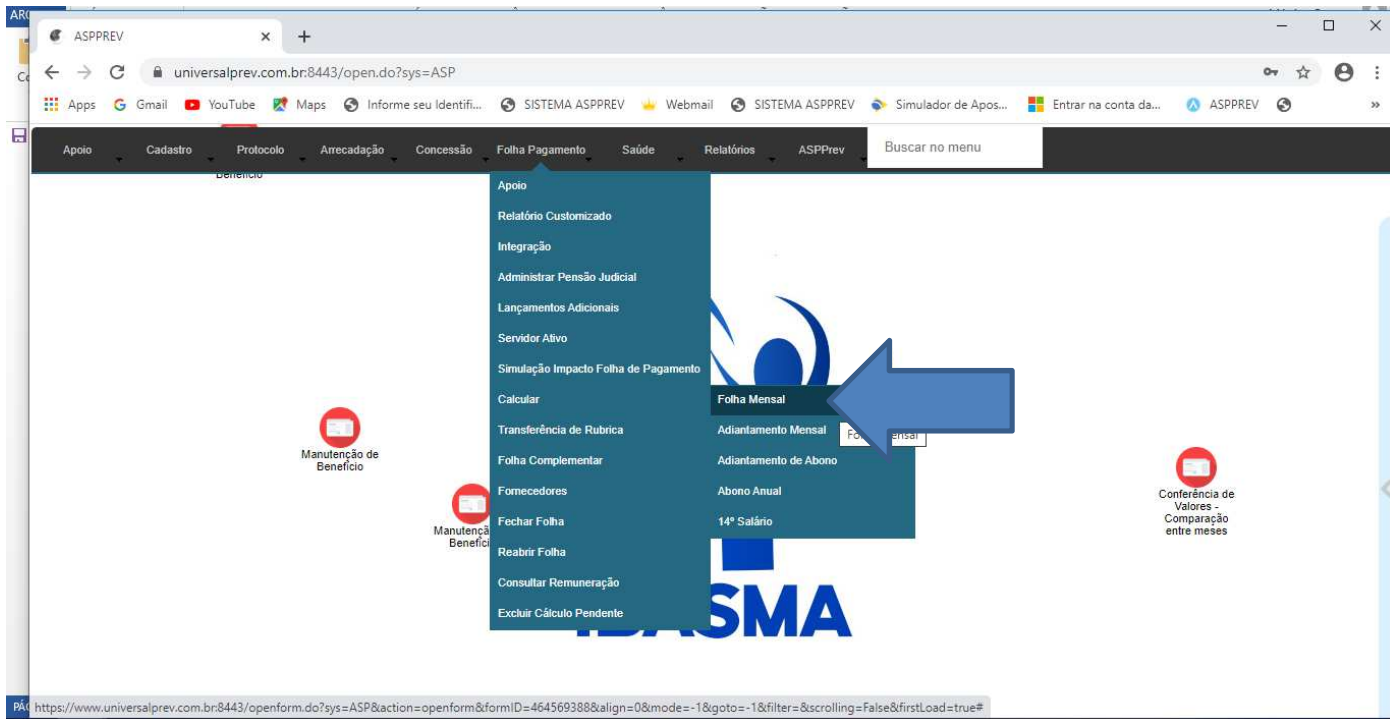 ARQ
ASPPREV
universalprev.com.br:8443/open.do?sys=ASP
Apps Gmail YouTube Maps Informe seu Identifi... SISTEMA ASPPREV Webmail SISTEMA ASPPREV Simulador de Apos... Entrar na conta da... ASPPREV »
Apoio Cadastro Protocolo Arrecadação Concessão Folha Pagamento Saúde Relatórios ASPPrev Buscar no menu
Benefício
Apoio
Relatório Customizado
Integração
Administrar Pensão Judicial
Lançamentos Adicionais
Servidor Ativo
Simulação Impacto Folha de Pagamento
Calcular
Transferência de Rubrica
Folha Complementar
Fornecedores
Fechar Folha
Reabrir Folha
Consultar Remuneração
Excluir Cálculo Pendente
Folha Mensal
Adiantamento Mensal
Adiantamento de Abono
Abono Anual
14º Salário
Manutenção de
Benefício
Manutençã
Benefíci
Conferência de
Valores -
Comparação
entre meses
SMA
PÁG
https://www.universalprev.com.br:8443/openform.do?sys=ASP&action=openform&formID=464569388&align=0&mode=-1&goto=-1&filter=&scrolling=False&firstLoad=true#